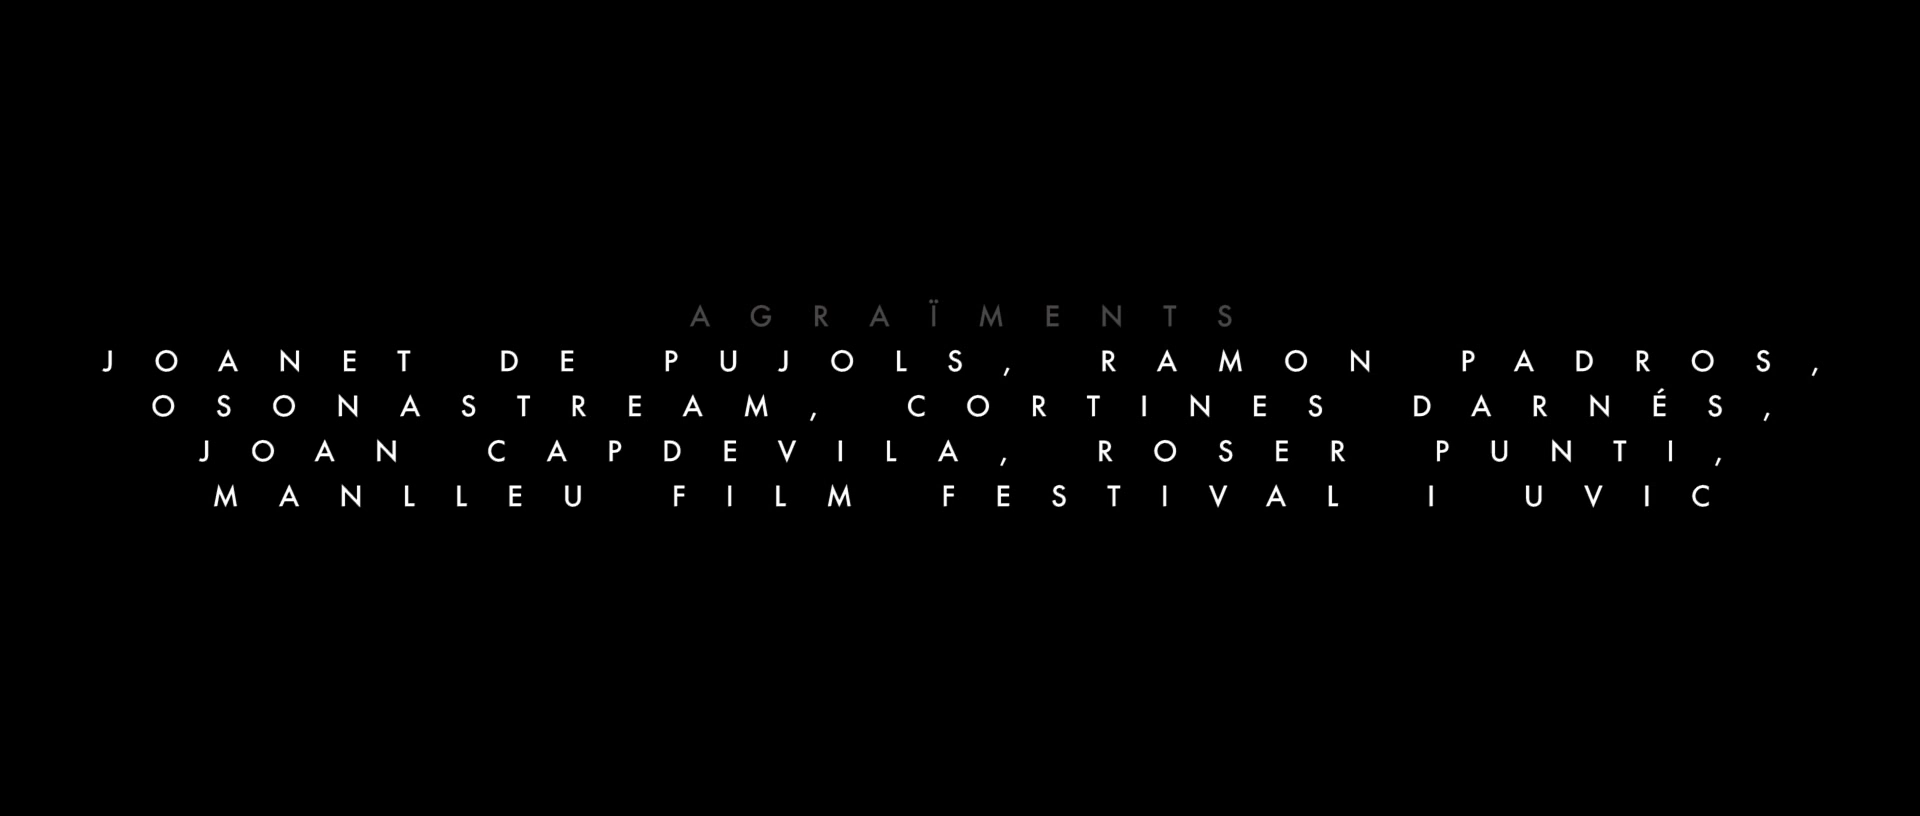 AGRAÏMENTS
JOANET DE PUJOLS, RAMON PADROS,
OSONASTREAM, CORTINES DARNÉS,
JOAN CAPDEVILA, ROSER PUNTI,
MANLLEU FILM FESTIVAL I UVIC